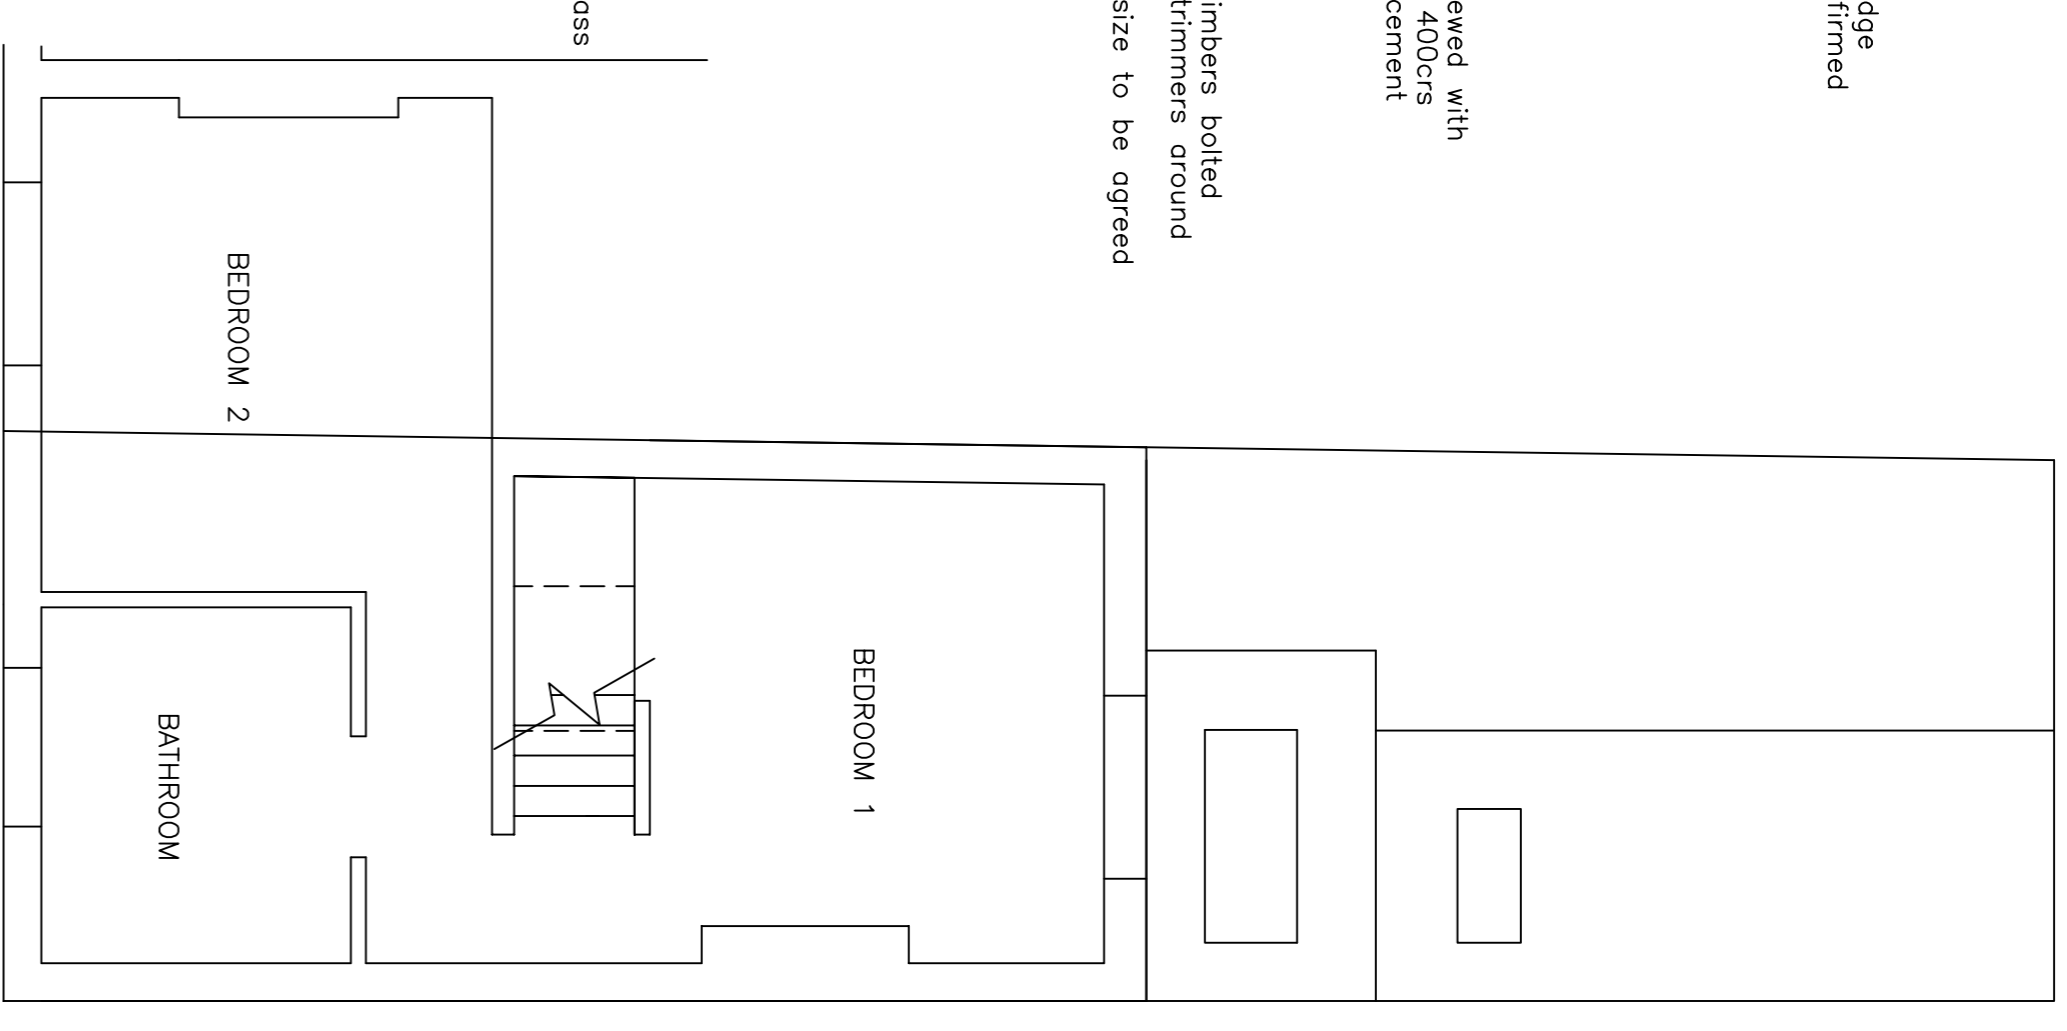 dge
firmed
ewed with
400crs
cement
imbers bolted
trimmers around
size to be agreed
BEDROOM 1
ass
BEDROOM 2
BATHROOM